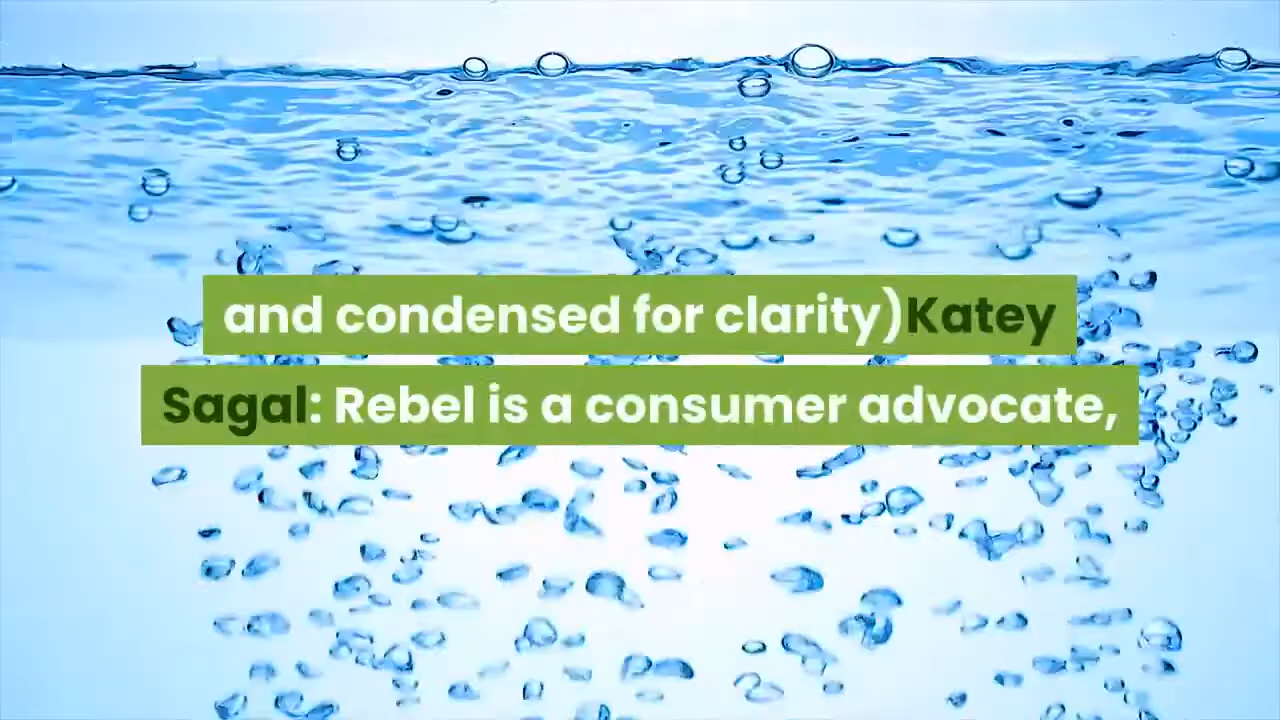 and condensed for clarity)Katey
Sagal: Rebel is a consumer advocate,